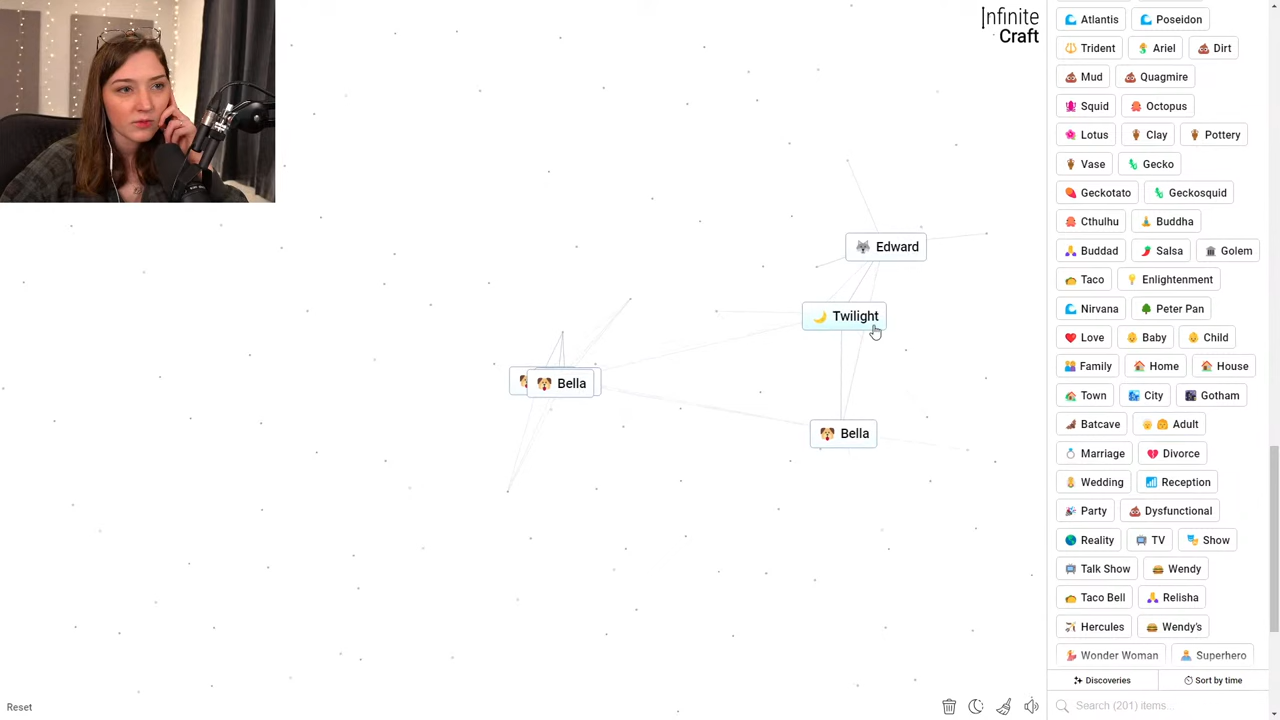 Infinite
Craft
Edward
Twilight
Bella
Bella
Reset
Atlantis Poseidon
Trident Ariel Dirt
Mud Quagmire
Squid Octopus
Lotus Clay Pottery
Vase Gecko
Geckotato Geckosquid
Cthulhu Buddha
Buddad Salsa Golem
Taco Enlightenment
Nirvana Peter Pan
Love Baby Child
Family Home House
Town City Gotham
Batcave Adult
Marriage Divorce
Wedding Reception
Party Dysfunctional
Reality TV Show
Talk Show Wendy
Taco Bell Relisha
Hercules Wendy's
Wonder Woman Superhero
Discoveries Sort by time
Search (201) items...